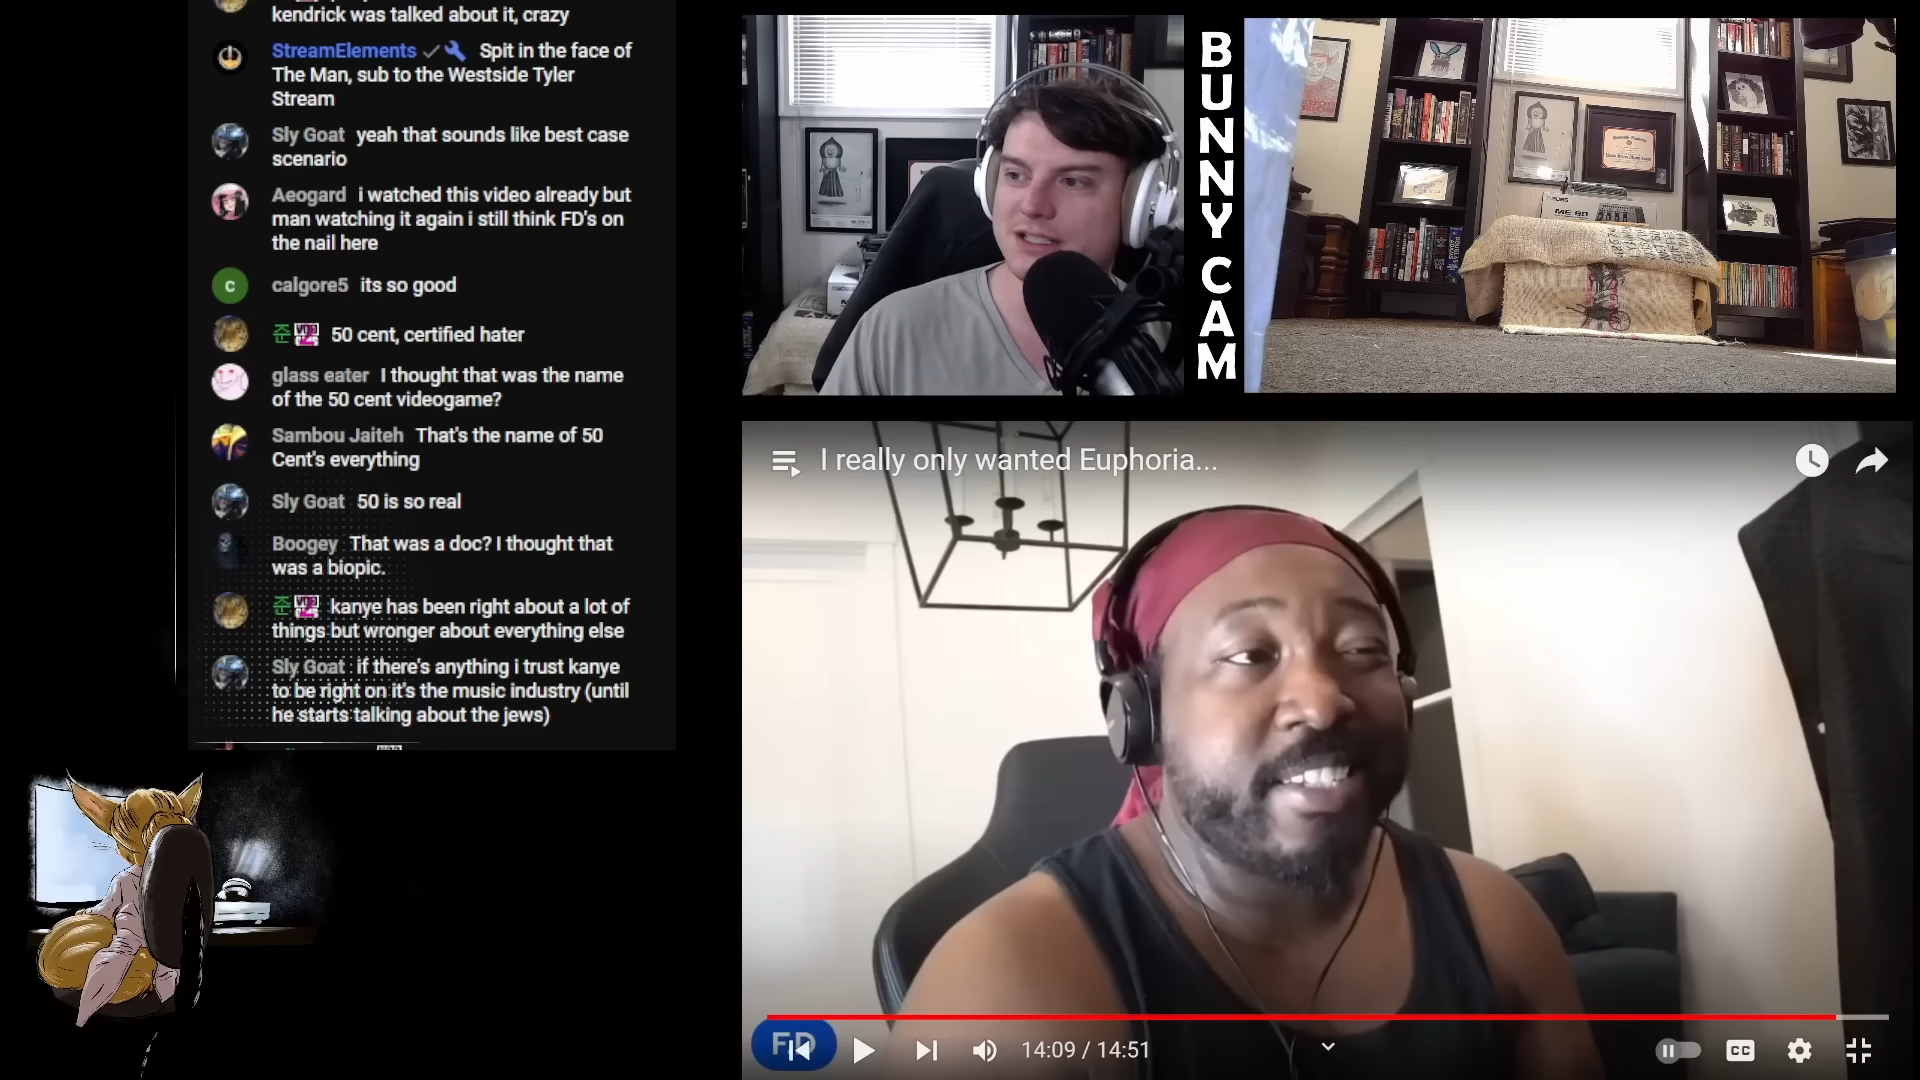 kendrick was talked about it, crazy
StreamElements Spit in the face of
The Man, sub to the Westside Tyler
Stream
Sly Goat yeah that sounds like best case
scenario
Aeogard i watched this video already but
man watching it again i still think FD's on
the nail here
C calgore5 its so good
준 50 cent, certified hater
glass eater I thought that was the name
of the 50 cent videogame?
Sambou Jaiteh That's the name of 50
Cent's everything
Sly Goat 50 is so real
Boogey That was a doc? I thought that
was a biopic.
준 kanye has been right about a lot of
things but wronger about everything else
Sly Goat if there's anything i trust kanye
to be right on it's the music industry (until
he starts talking about the jews)
BUNNY CAM
I really only wanted Euphoria...
FD
14:09 / 14:51
CC